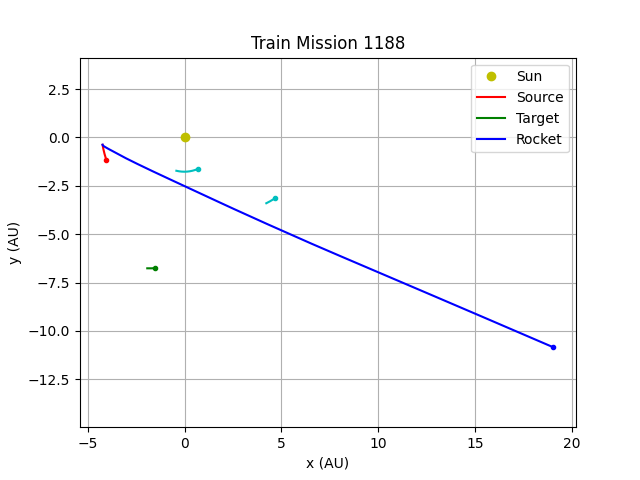 Train Mission 1188
Sun
Source
Target
Rocket
2.5
0.0
−2.5
−5.0
−7.5
−10.0
−12.5
y (AU)
−5
0
5
10
15
20
x (AU)